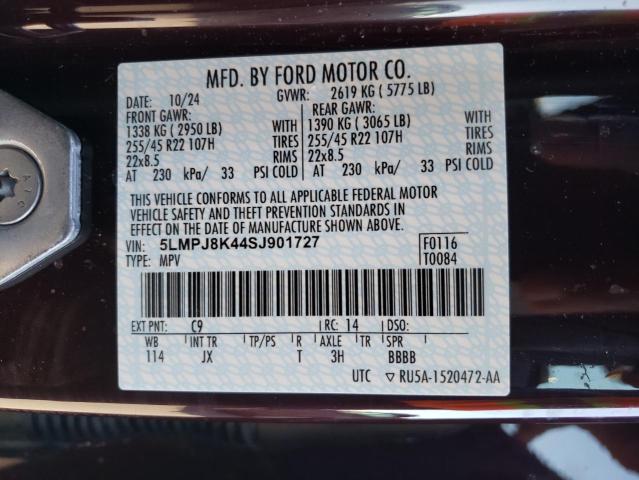 MFD. BY FORD MOTOR CO.
DATE: 10/24 GVWR: 2619 KG ( 5775 LB)
FRONT GAWR: REAR GAWR:
1338 KG ( 2950 LB) WITH 1390 KG ( 3065 LB) WITH
255/45 R22 107H TIRES 255/45 R22 107H TIRES
22x8.5 RIMS 22x8.5 RIMS
AT 230 kPa/ 33 PSI COLD AT 230 kPa/ 33 PSI COLD
THIS VEHICLE CONFORMS TO ALL APPLICABLE FEDERAL MOTOR
VEHICLE SAFETY AND THEFT PREVENTION STANDARDS IN
EFFECT ON THE DATE OF MANUFACTURE SHOWN ABOVE.
VIN: 5LMPJ8K44SJ901727 F0116
TYPE: MPV T0084
EXT PNT: C9 RC: 14 DSO:
WB INT TR TP/PS R AXLE TR SPR
114 JX T 3H BBBB
UTC ▽RU5A-1520472-AA